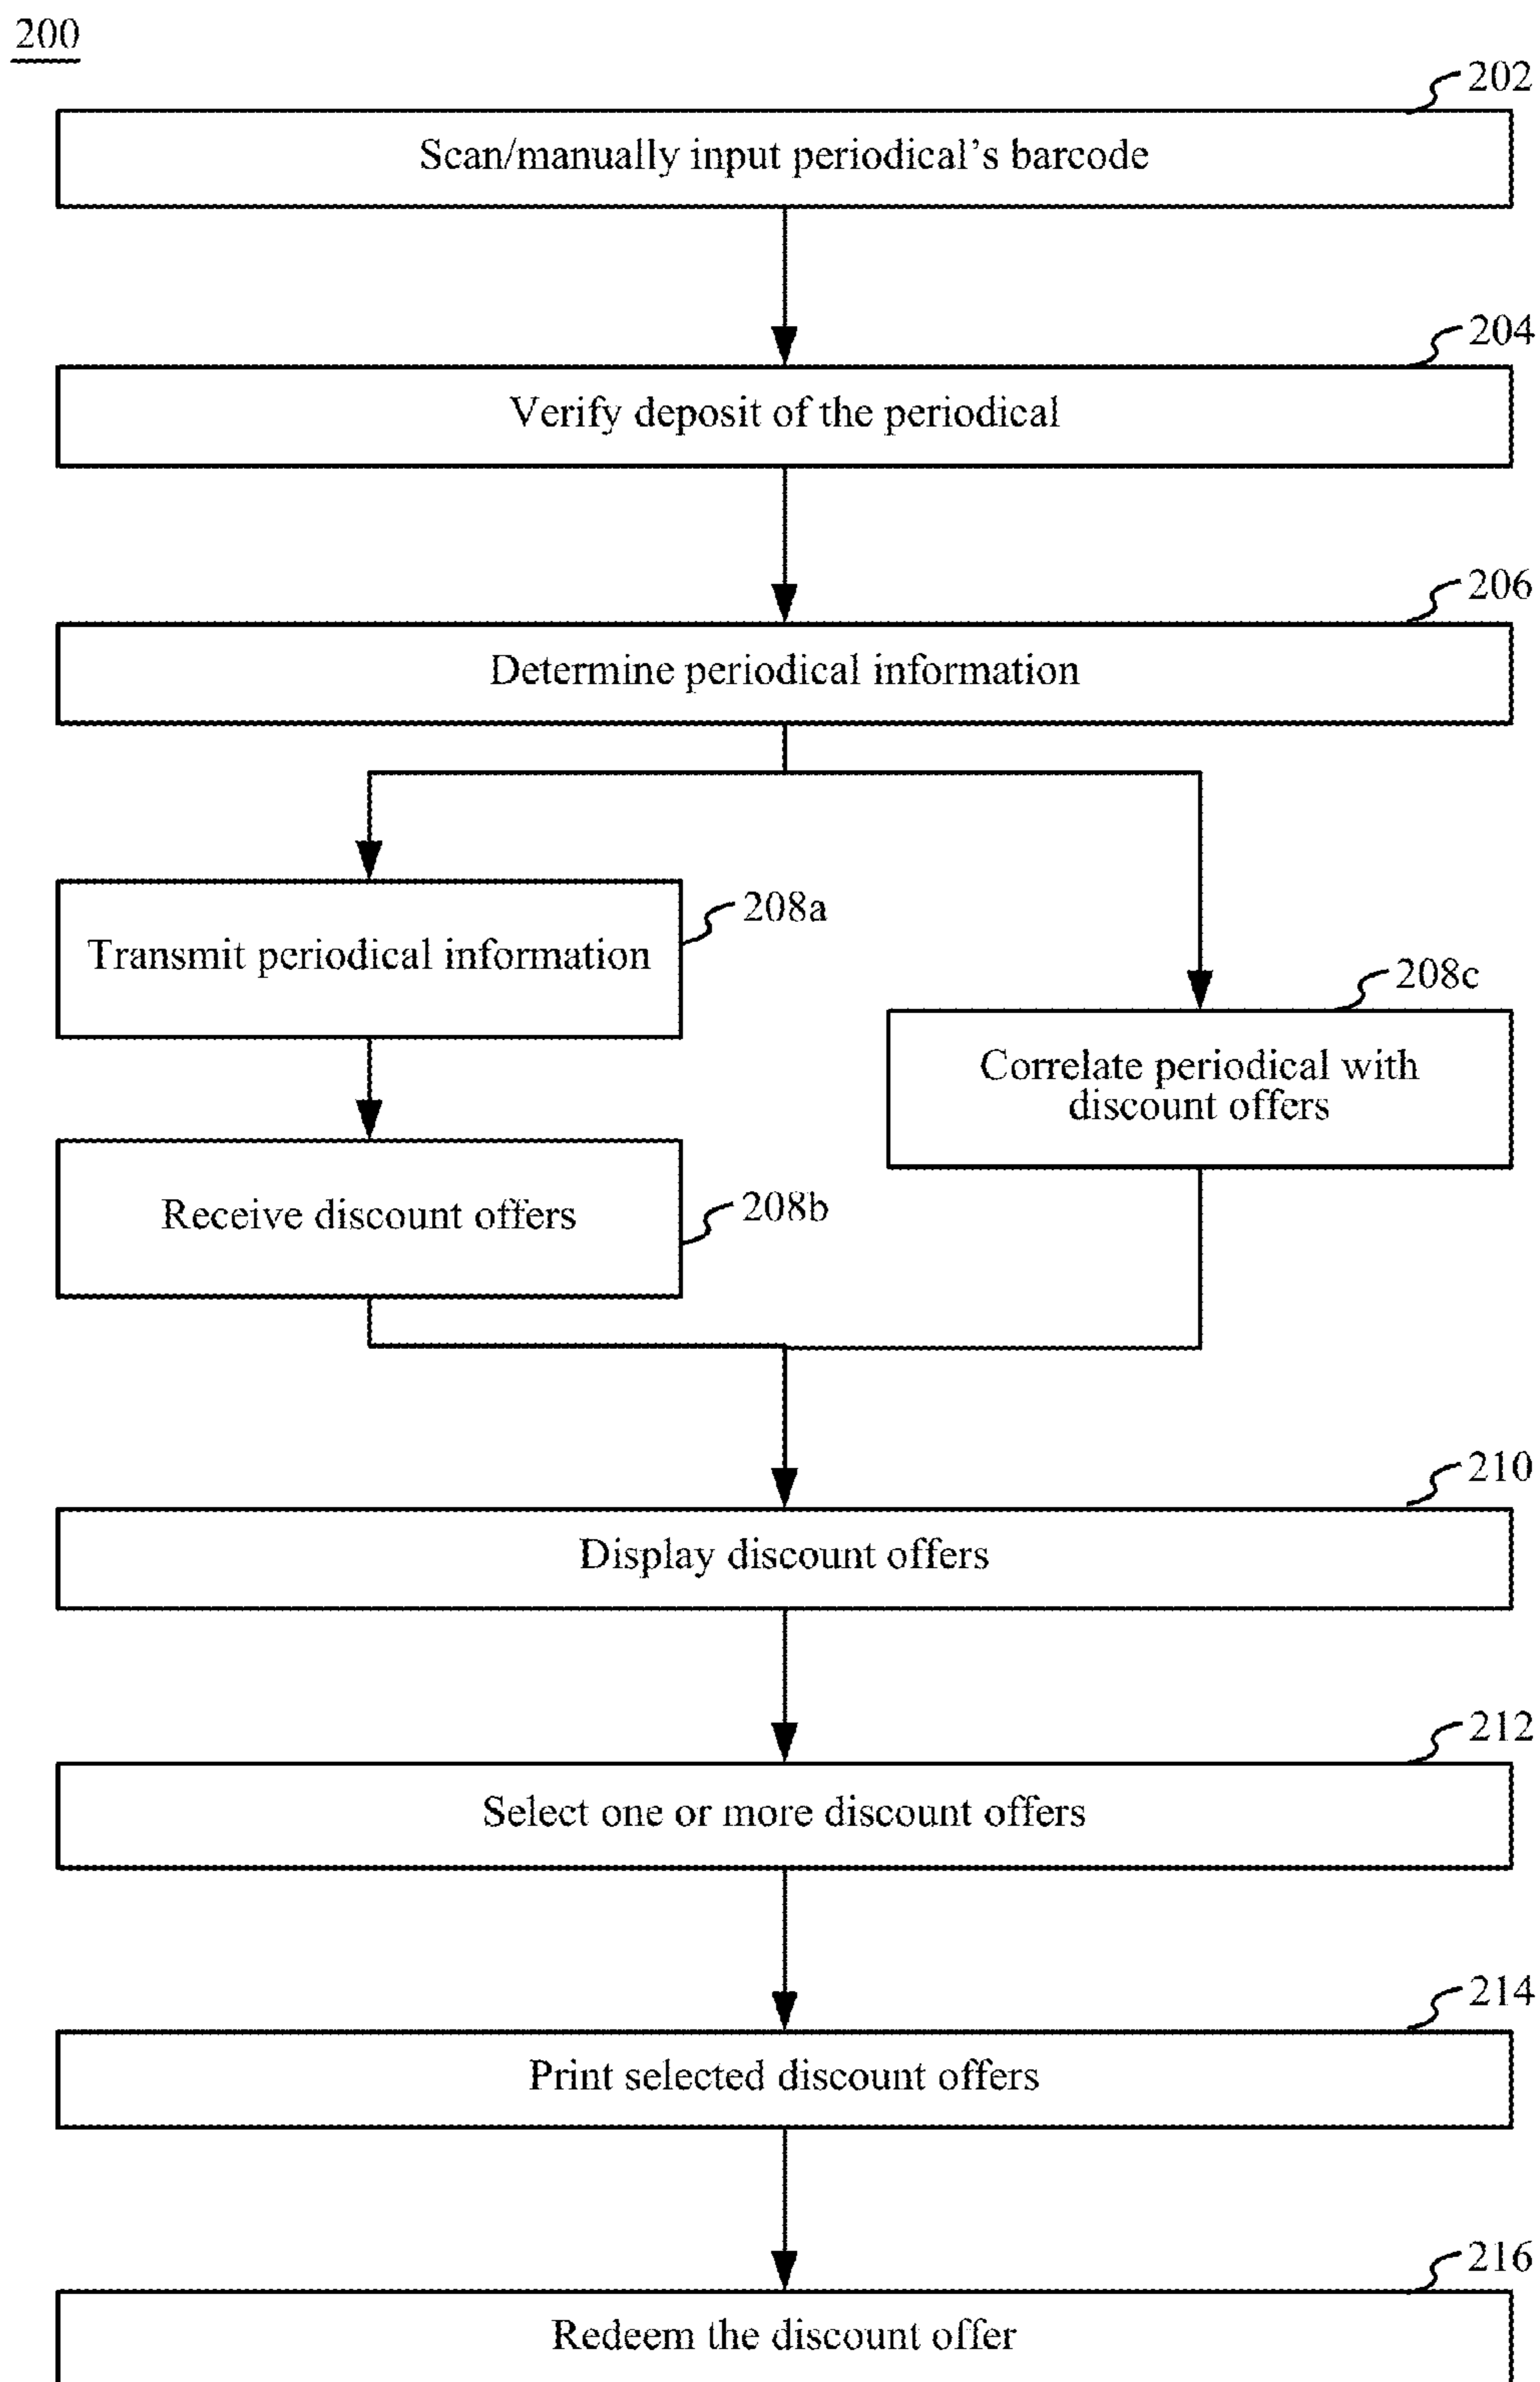 200
202
Scan/manually input periodical's barcode
204
Verify deposit of the periodical
206
Determine periodical information
208a
Transmit periodical information
208c
Correlate periodical with
discount offers
208b
Receive discount offers
210
Display discount offers
212
Select one or more discount offers
214
Print selected discount offers
216
Redeem the discount offer